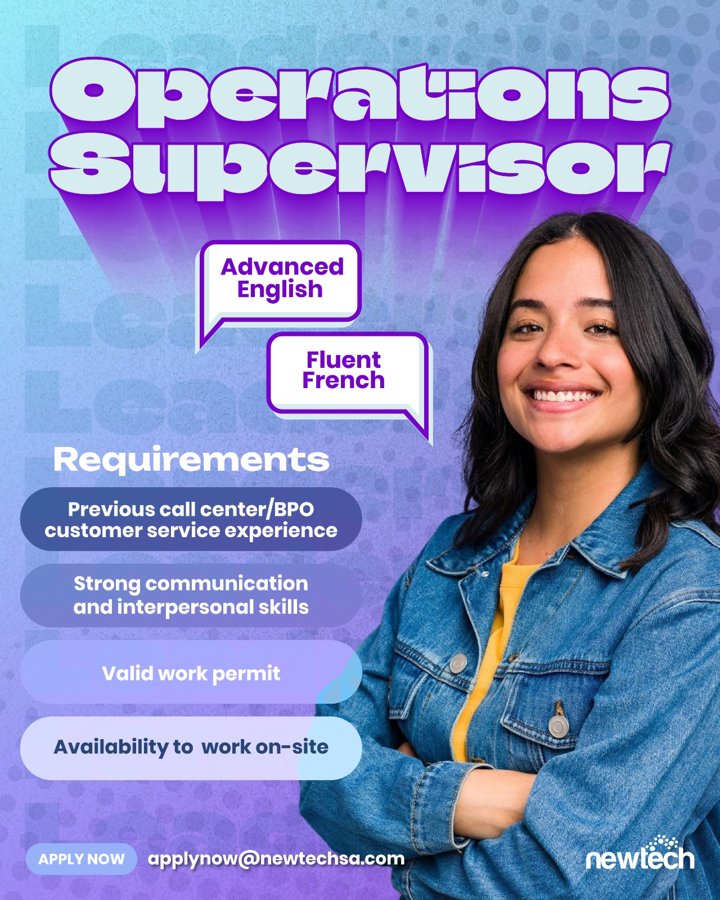 Operations
Supervisor
Advanced
English
Fluent
French
Requirements
Previous call center/BPO
customer service experience
Strong communication
and interpersonal skills
Valid work permit
Availability to work on-site
APPLY NOW applynow@newtechsa.com
newtech